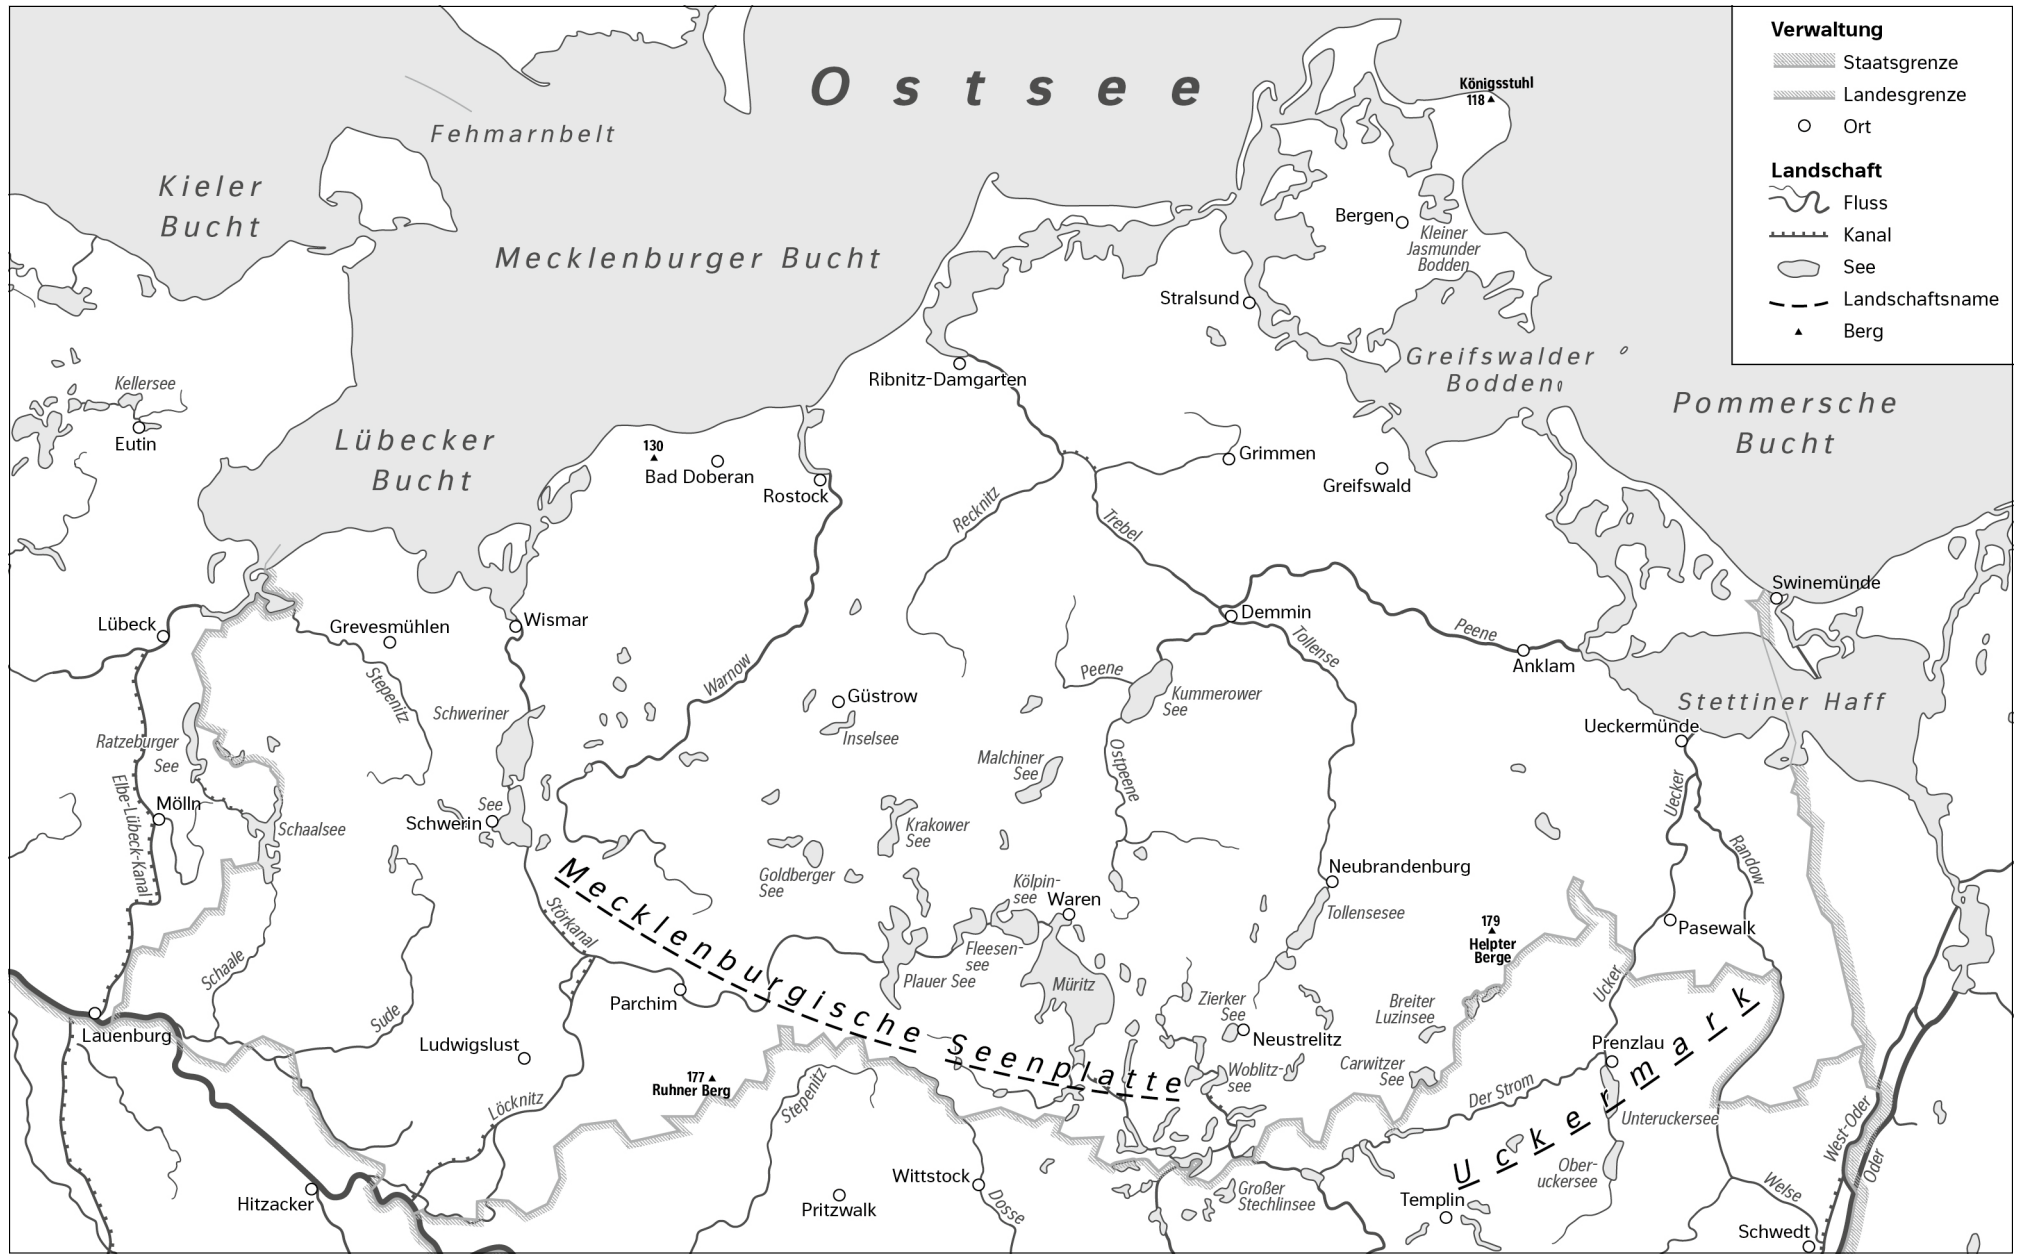 Ostsee
Fehmarnbelt
Kieler
Bucht
Mecklenburger Bucht
Königsstuhl
118
Bergen
Kleiner
Jasmunder
Bodden
Stralsund
Greifswalder
Bodden
Pommersche
Bucht
Verwaltung
Staatsgrenze
Landesgrenze
Ort
Landschaft
Fluss
Kanal
See
Landschaftsname
Berg
Kellersee
Eutin
Lübecker
Bucht
Ribnitz-Damgarten
130
Bad Doberan
Rostock
Grimmen
Greifswald
Recknitz
Trebel
Swinemünde
Lübeck
Grevesmühlen
Wismar
Demmin
Tollense
Peene
Anklam
Stepenitz
Warnow
Peene
Kummerower
See
Güstrow
Inselsee
Schweriner
See
Stettiner Haff
Ueckermünde
Ratzeburger
See
Elbe-Lübeck-Kanal
Mölln
Schaalsee
Schwerin
Malchiner
See
Ostpeene
Krakower
See
Goldberger
See
Uecker
Randow
Neubrandenburg
Tollensesee
Kölpin-
see
Waren
Fleesen-
see
Plauer See
Müritz
179
Helpter
Berge
Pasewalk
Störkanal
Mecklenburgische Seenplatte
Schaale
Sude
Parchim
Lauenburg
Ludwigslust
Zierker
See
Neustrelitz
Breiter
Luzinsee
Ucker
Prenzlau
Uckermark
Woblitz-
see
Carwitzer
See
177
Ruhner Berg
Löcknitz
Stepenitz
Der Strom
Unteruckersee
Ober-
uckersee
West-Oder
Oder
Hitzacker
Pritzwalk
Wittstock
Dosse
Großer
Stechlinsee
Templin
Welse
Schwedt